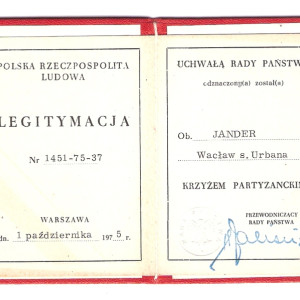 POLSKA RZECZPOSPOLITA
LUDOWA
LEGITYMACJA
Nr 1451-75-37
WARSZAWA
dn. 1 października 1975 r.
UCHWAŁĄ RADY PAŃSTW
odznaczony(a) został(a)
Ob. JANDER
Wacław s, Urbana
KRZYŻEM PARTYZANCKIM
PRZEWODNICZĄCY
RADY PAŃSTWA